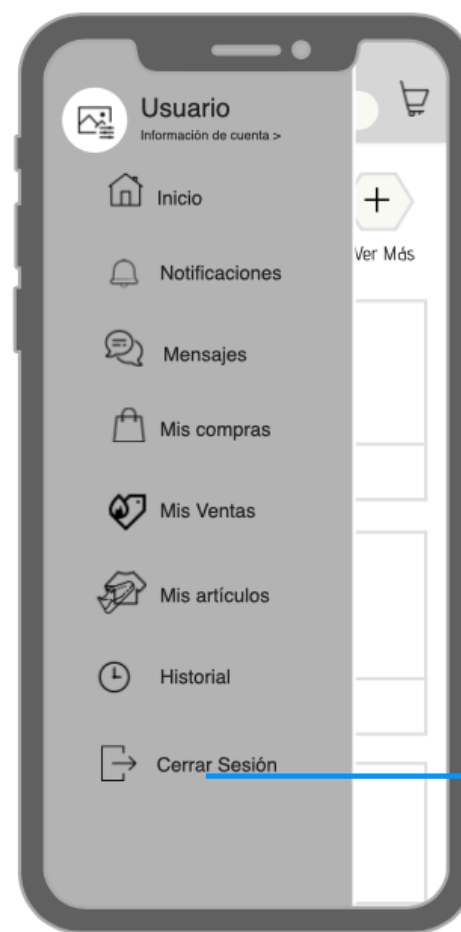 Usuario
Información de cuenta >
Inicio
Ver Más
Notificaciones
Mensajes
Mis compras
Mis Ventas
Mis artículos
Historial
Cerrar Sesión